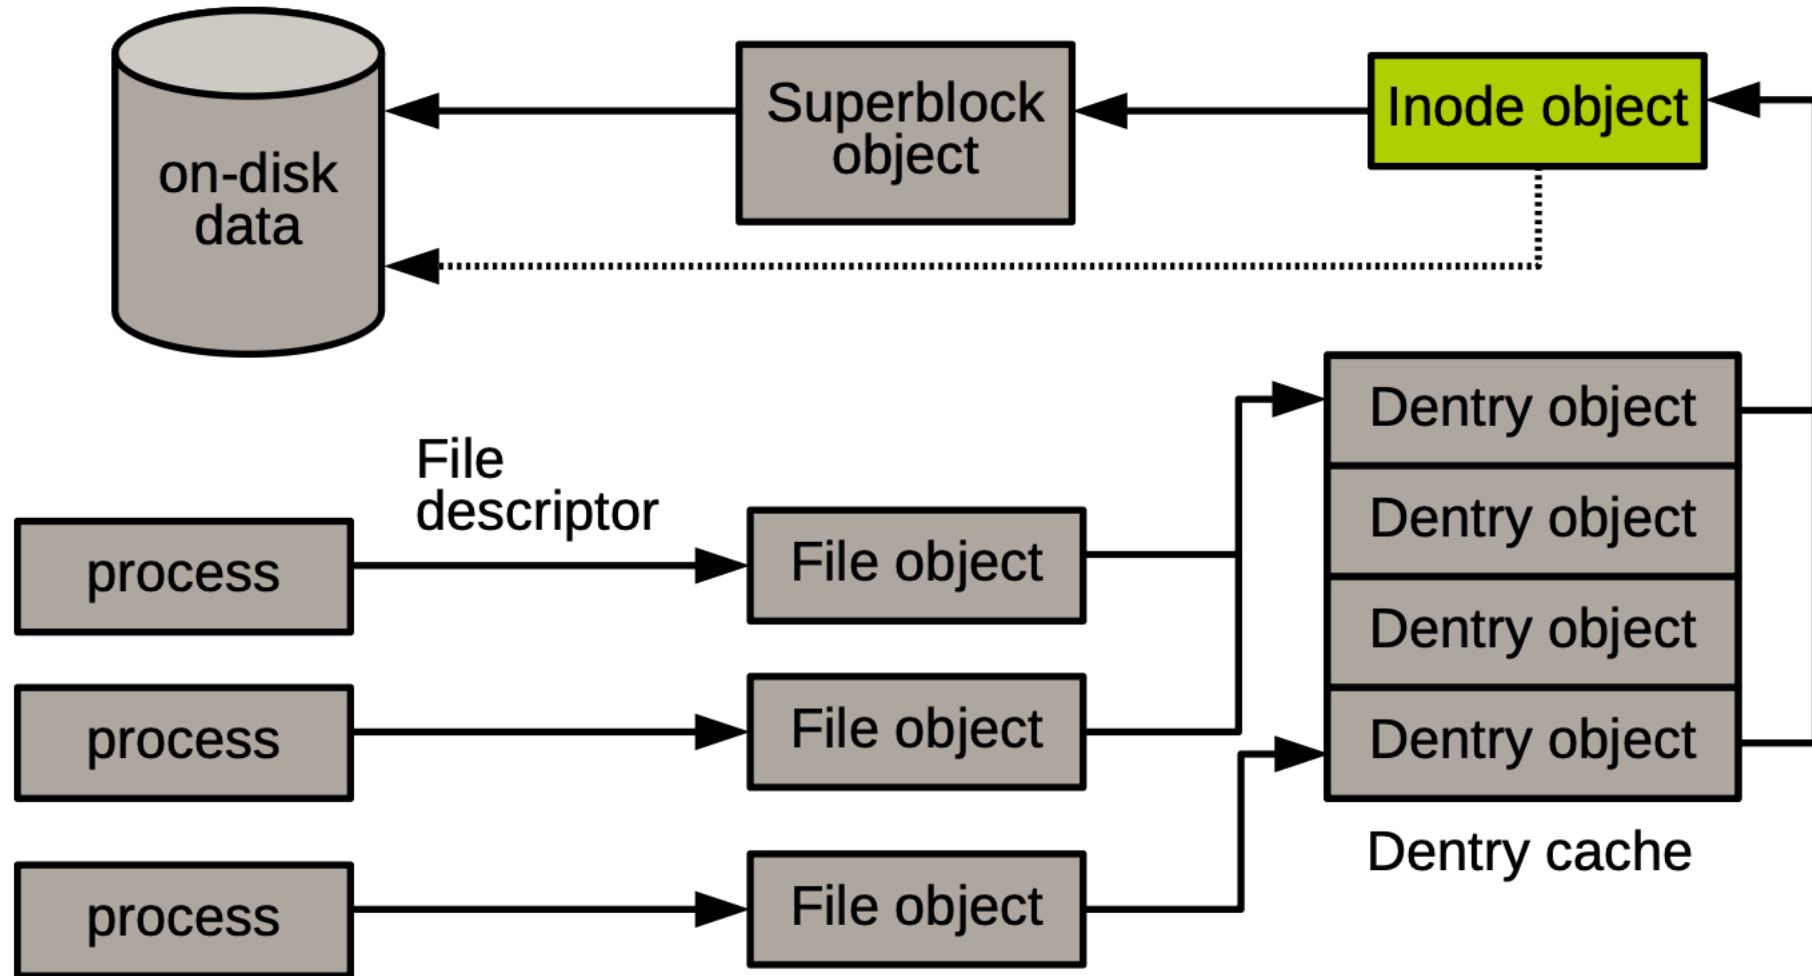 on-disk
data
Superblock
object
Inode object
File
descriptor
process
File object
process
File object
process
File object
Dentry object
Dentry object
Dentry object
Dentry object
Dentry cache